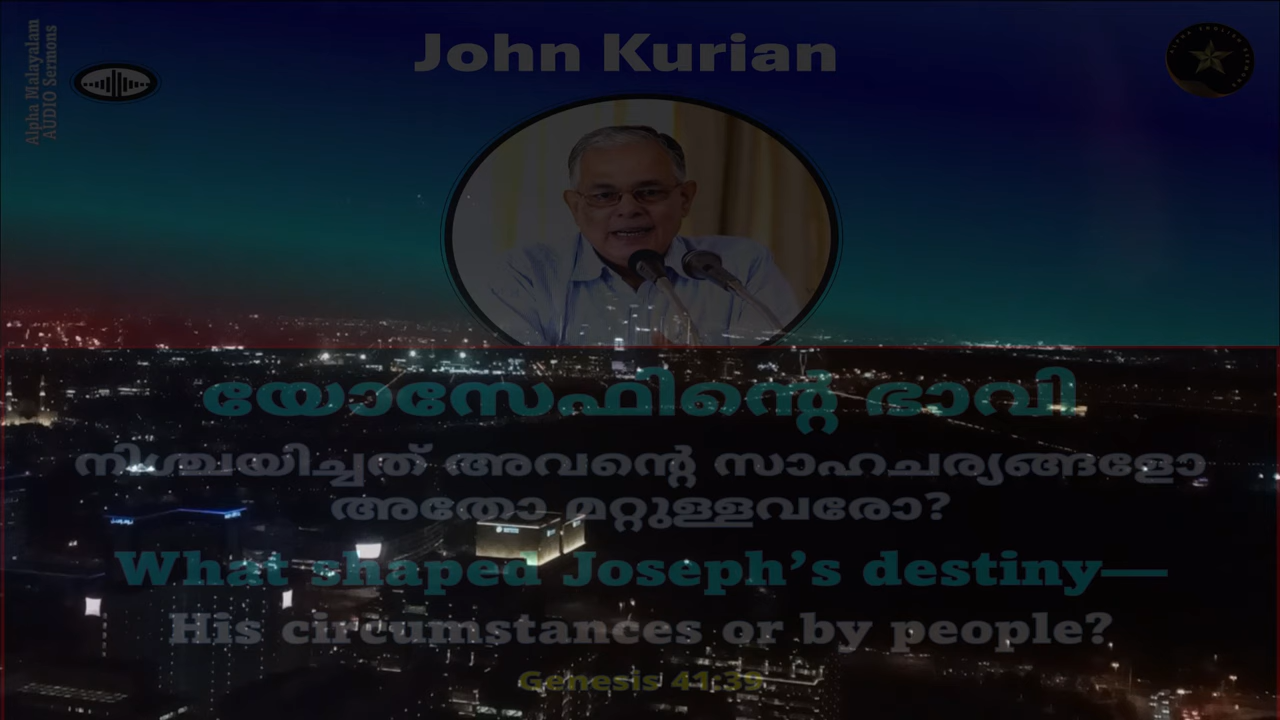 Alpha Malayalam
AUDIO Sermons
John Kurian
യോസേഫിന്റെ ഭാവി
നിശ്ചയിച്ചത് അവന്റെ സാഹചര്യങ്ങളോ
അതോ മറ്റുള്ളവരോ?
What shaped Joseph’s destiny—
His circumstances or by people?
Genesis 41:39